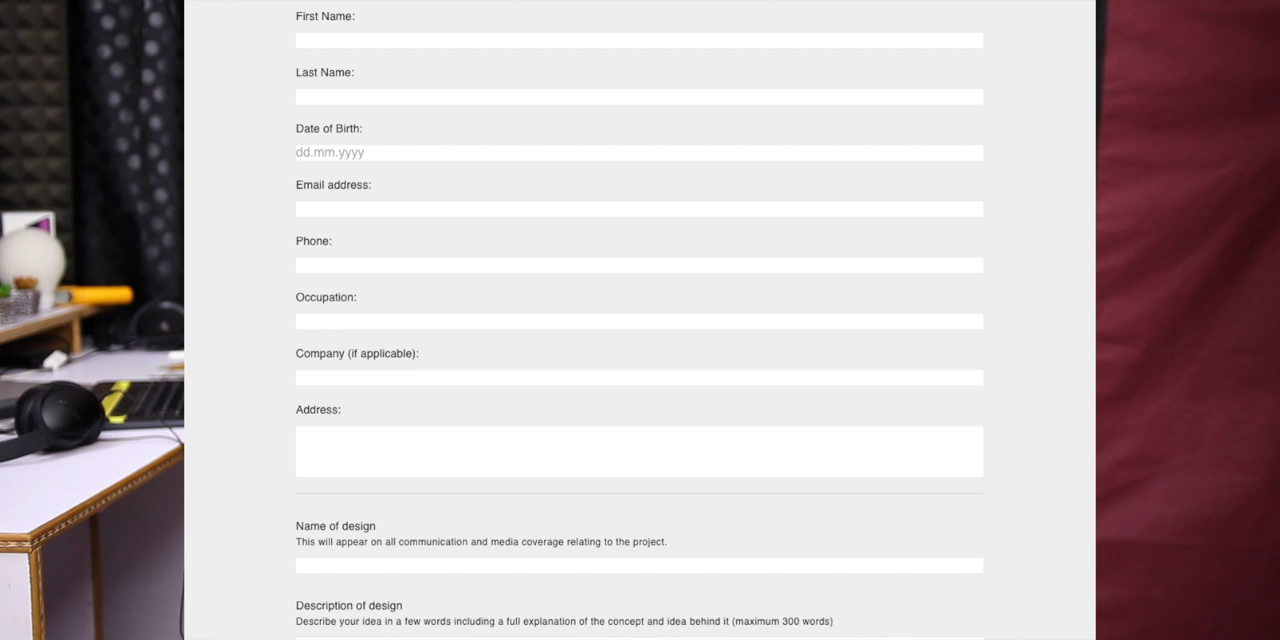 First Name:
Last Name:
Date of Birth:
dd.mm.yyyy
Email address:
Phone:
Occupation:
Company (if applicable):
Address:
Name of design
This will appear on all communication and media coverage relating to the project.
Description of design
Describe your idea in a few words including a full explanation of the concept and idea behind it (maximum 300 words)